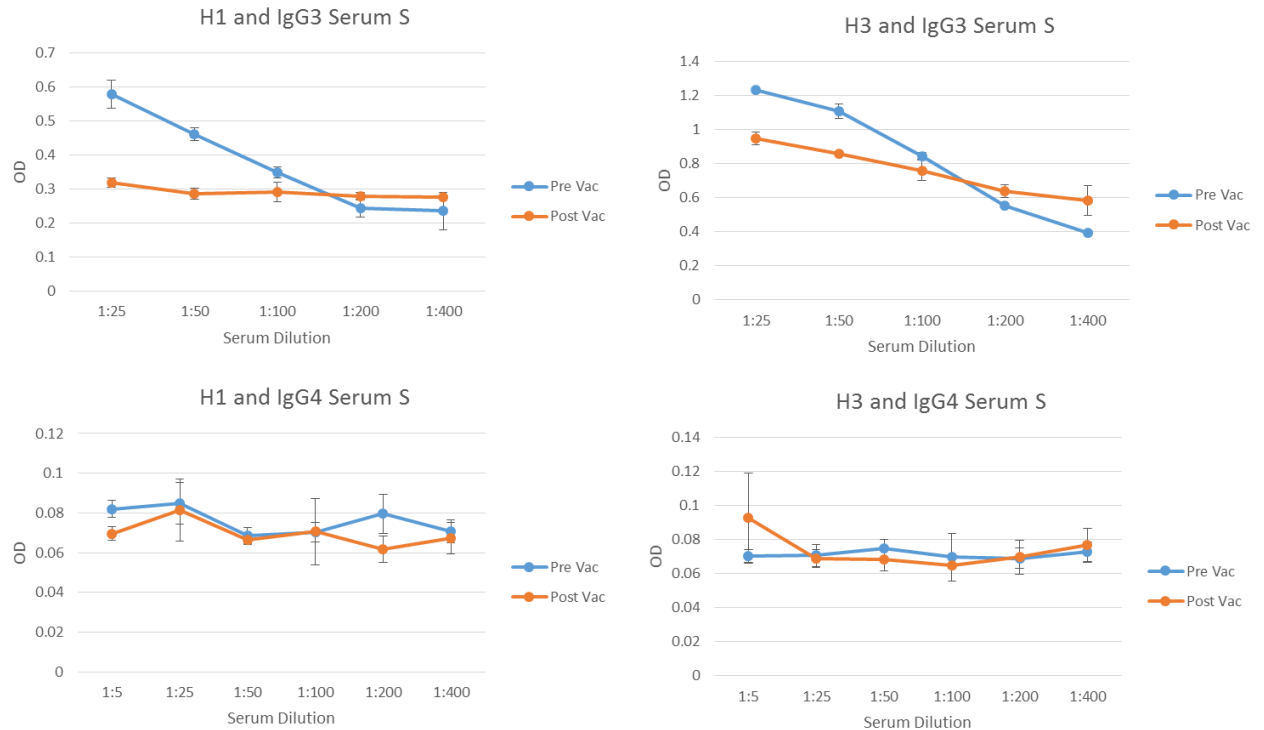 H1 and IgG3 Serum S
0.7
0.6
0.5
0.4
0.3
0.2
0.1
0
OD
1:25 1:50 1:100 1:200 1:400
Serum Dilution
Pre Vac
Post Vac
H3 and IgG3 Serum S
1.4
1.2
1
0.8
0.6
0.4
0.2
0
OD
1:25 1:50 1:100 1:200 1:400
Serum Dilution
Pre Vac
Post Vac
H1 and IgG4 Serum S
0.12
0.1
0.08
0.06
0.04
0.02
0
OD
1:5 1:25 1:50 1:100 1:200 1:400
Serum Dilution
Pre Vac
Post Vac
H3 and IgG4 Serum S
0.14
0.12
0.1
0.08
0.06
0.04
0.02
0
OD
1:5 1:25 1:50 1:100 1:200 1:400
Serum Dilution
Pre Vac
Post Vac